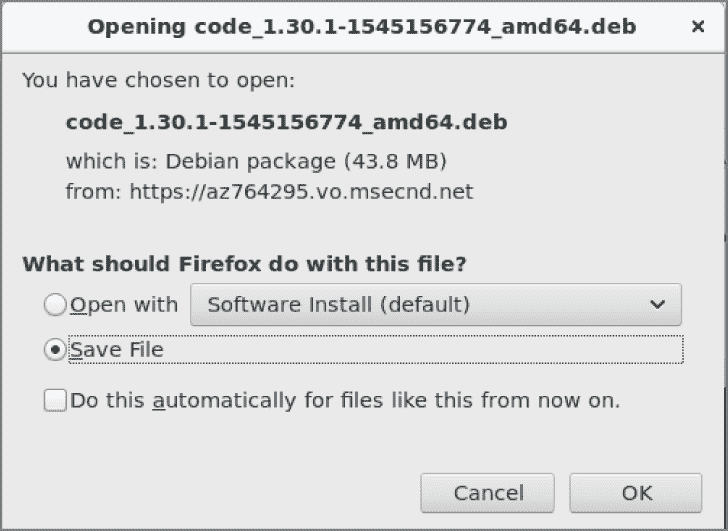 Opening code_1.30.1-1545156774_amd64.deb
You have chosen to open:
code_1.30.1-1545156774_amd64.deb
which is: Debian package (43.8 MB)
from: https://az764295.vo.msecnd.net
What should Firefox do with this file?
Open with Software Install (default)
Save File
Do this automatically for files like this from now on.
Cancel OK